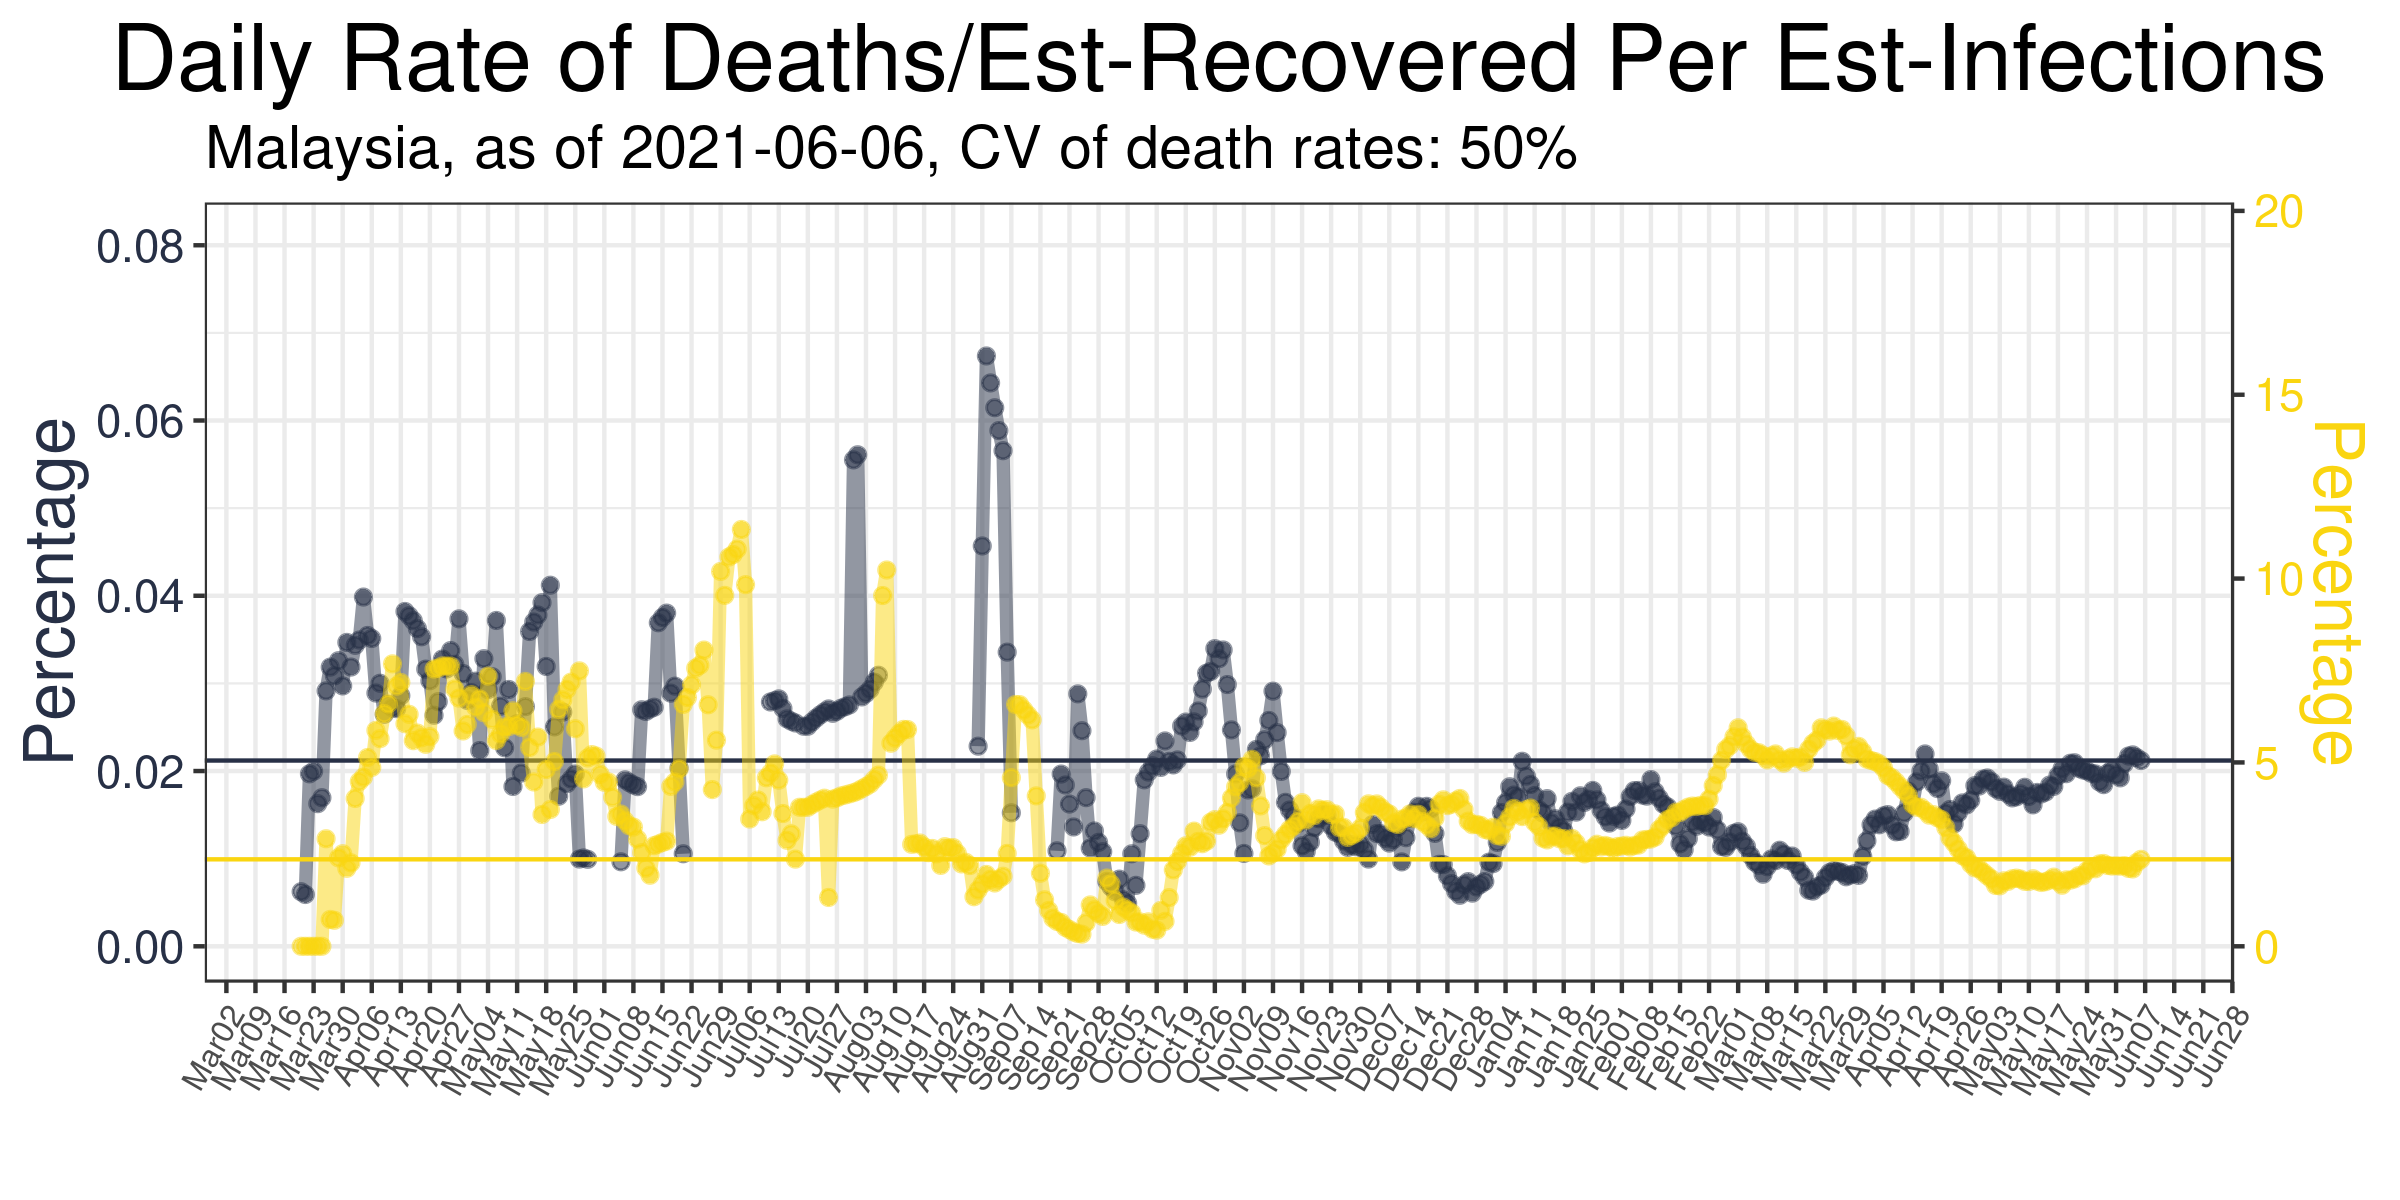 Daily Rate of Deaths/Est-Recovered Per Est-Infections
Malaysia, as of 2021-06-06, CV of death rates: 50%
Percentage
0.08
0.06
0.04
0.02
0.00
20
15
10
5
0
Percentage
Mar02
Mar09
Mar16
Mar23
Mar30
Apr06
Apr13
Apr20
Apr27
May04
May11
May18
May25
Jun01
Jun08
Jun15
Jun22
Jun29
Jul06
Jul13
Jul20
Jul27
Aug03
Aug10
Aug17
Aug24
Aug31
Sep07
Sep14
Sep21
Sep28
Oct05
Oct12
Oct19
Oct26
Nov02
Nov09
Nov16
Nov23
Nov30
Dec07
Dec14
Dec21
Dec28
Jan04
Jan11
Jan18
Jan25
Feb01
Feb08
Feb15
Feb22
Mar01
Mar08
Mar15
Mar22
Mar29
Apr05
Apr12
Apr19
Apr26
May03
May10
May17
May24
May31
Jun07
Jun14
Jun21
Jun28